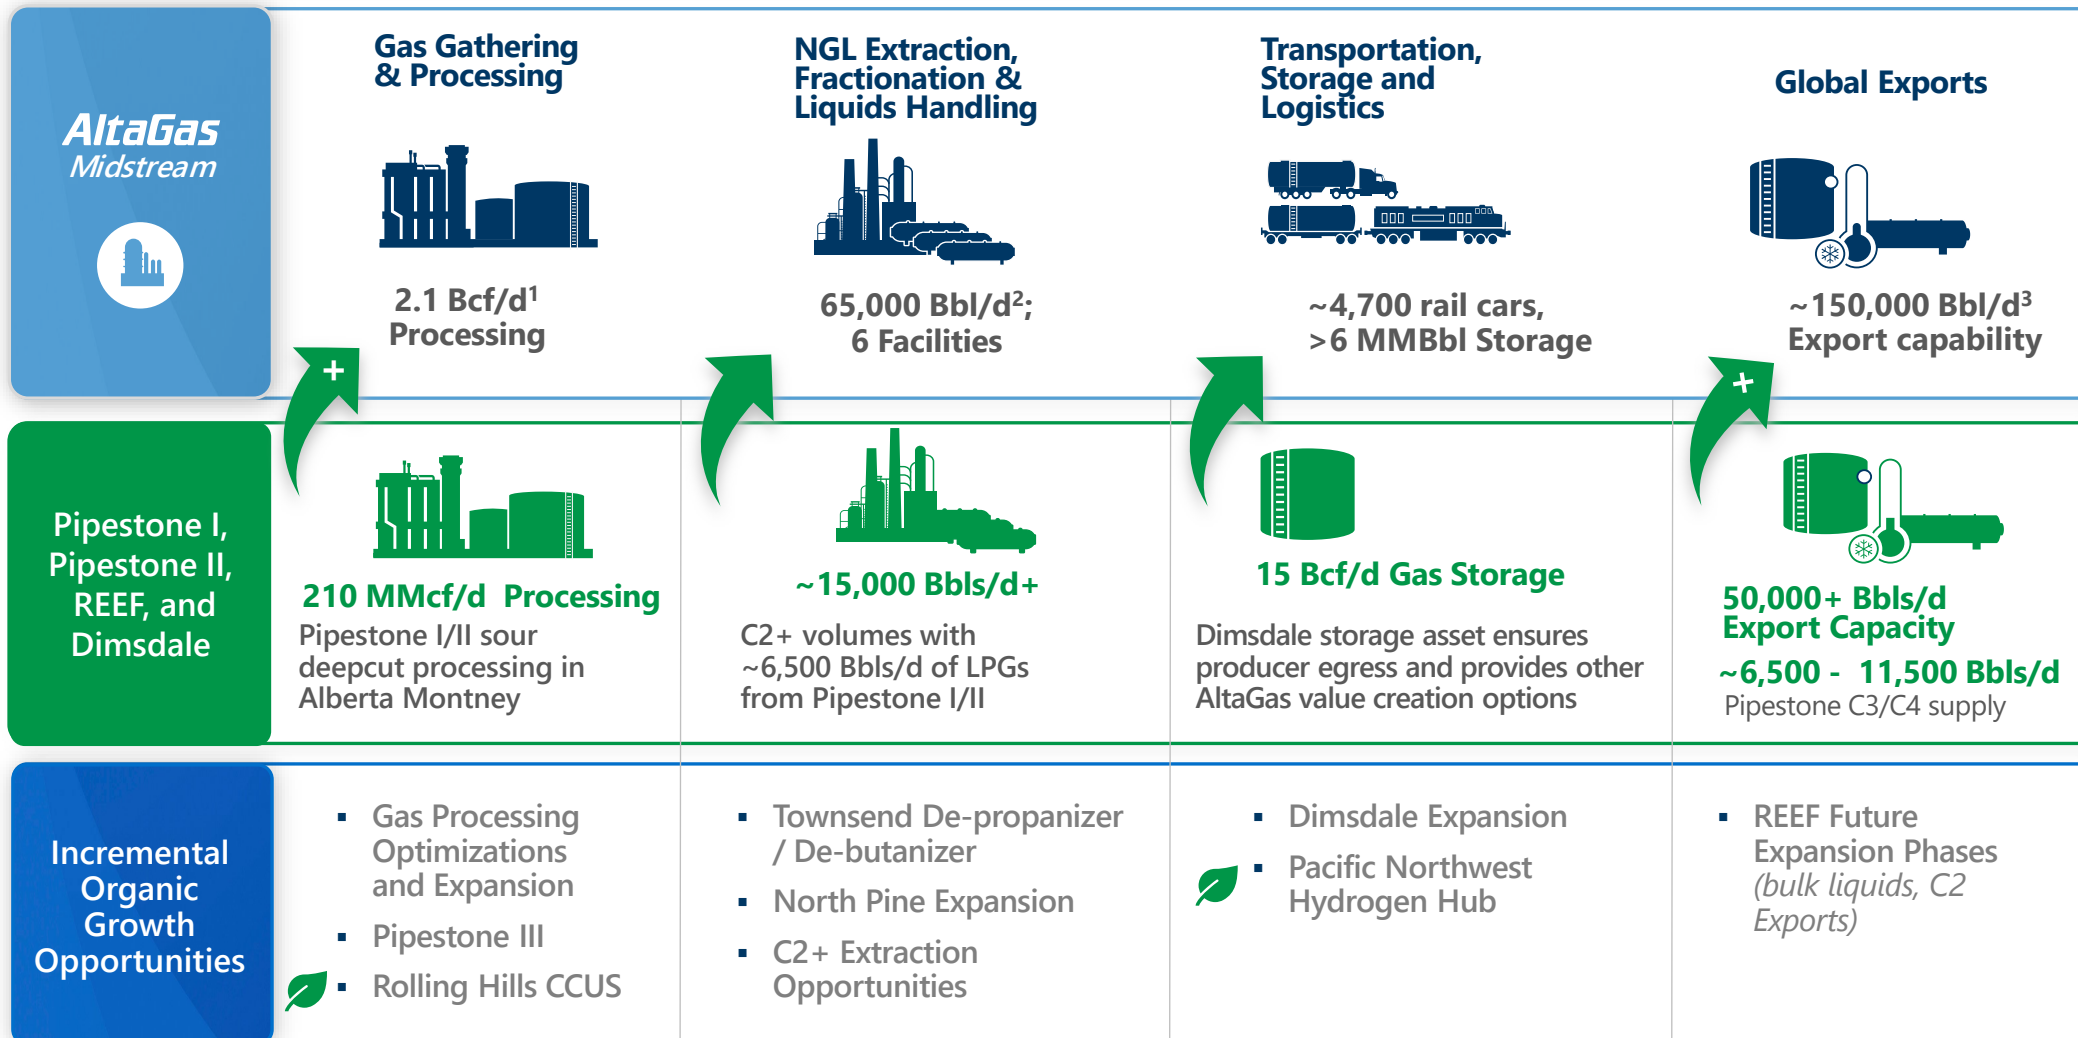 AltaGas
Midstream
Gas Gathering
& Processing
2.1 Bcf/d¹
Processing
NGL Extraction,
Fractionation &
Liquids Handling
65,000 Bbl/d²;
6 Facilities
Transportation,
Storage and
Logistics
~4,700 rail cars,
>6 MMBbl Storage
Global Exports
~150,000 Bbl/d³
Export capability
+
+
Pipestone I,
Pipestone II,
REEF, and
Dimsdale
210 MMcf/d Processing
Pipestone I/II sour
deepcut processing in
Alberta Montney
~15,000 Bbls/d+
C2+ volumes with
~6,500 Bbls/d of LPGs
from Pipestone I/II
15 Bcf/d Gas Storage
Dimsdale storage asset ensures
producer egress and provides other
AltaGas value creation options
50,000+ Bbls/d
Export Capacity
~6,500 - 11,500 Bbls/d
Pipestone C3/C4 supply
Incremental
Organic
Growth
Opportunities
▪ Gas Processing
Optimizations
and Expansion
▪ Pipestone III
▪ Rolling Hills CCUS
▪ Townsend De-propanizer
/ De-butanizer
▪ North Pine Expansion
▪ C2+ Extraction
Opportunities
▪ Dimsdale Expansion
▪ Pacific Northwest
Hydrogen Hub
▪ REEF Future
Expansion Phases
(bulk liquids, C2
Exports)